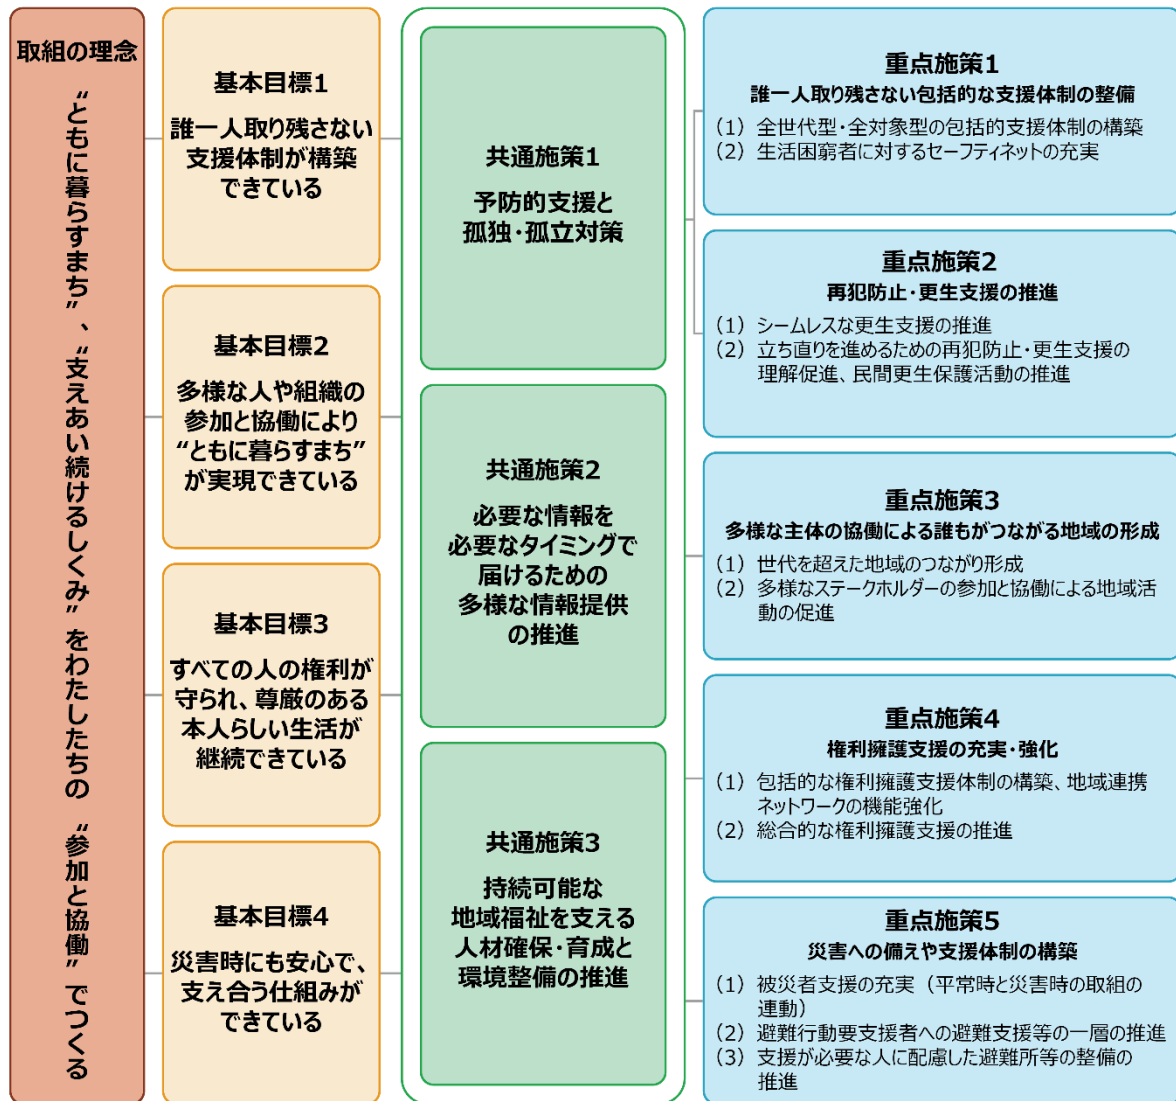 取組の理念
“ともに暮らすまち”、“支えあい続けるしくみ”をわたしたちの“参加と協働”でつくる
基本目標1
誰一人取り残さない
支援体制が構築
できている
基本目標2
多様な人や組織の
参加と協働により
“ともに暮らすまち”
が実現できている
基本目標3
すべての人の権利が
守られ、尊厳のある
本人らしい生活が
継続できている
基本目標4
災害時にも安心で、
支え合う仕組みが
できている
共通施策1
予防的支援と
孤独・孤立対策
共通施策2
必要な情報を
必要なタイミングで
届けるための
多様な情報提供
の推進
共通施策3
持続可能な
地域福祉を支える
人材確保・育成と
環境整備の推進
重点施策1
誰一人取り残さない包括的な支援体制の整備
（1）全世代型・全対象型の包括的支援体制の構築
（2）生活困窮者に対するセーフティネットの充実
重点施策2
再犯防止・更生支援の推進
（1）シームレスな更生支援の推進
（2）立ち直りを進めるための再犯防止・更生支援の
理解促進、民間更生保護活動の推進
重点施策3
多様な主体の協働による誰もがつながる地域の形成
（1）世代を超えた地域のつながり形成
（2）多様なステークホルダーの参加と協働による地域活
動の促進
重点施策4
権利擁護支援の充実・強化
（1）包括的な権利擁護支援体制の構築、地域連携
ネットワークの機能強化
（2）総合的な権利擁護支援の推進
重点施策5
災害への備えや支援体制の構築
（1）被災者支援の充実（平常時と災害時の取組の
連動）
（2）避難行動要支援者への避難支援等の一層の推進
（3）支援が必要な人に配慮した避難所等の整備の
推進